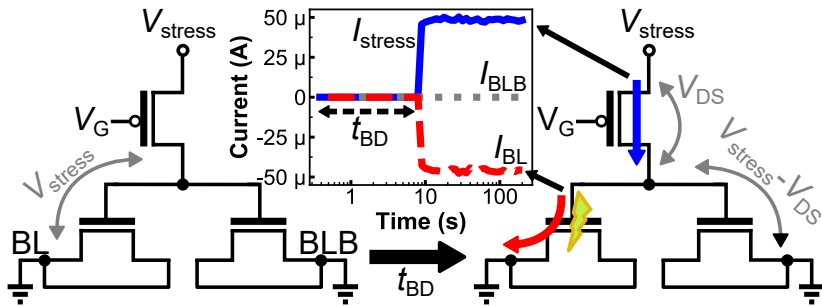 V_stress
V_G
V_stress
BL
BLB
Current (A)
50 μ
25 μ
0
-25 μ
-50 μ
I_stress
I_BLB
t_BD
I_BL
1
10
100
Time (s)
t_BD
V_stress
V_G
V_DS
V_stress-V_DS